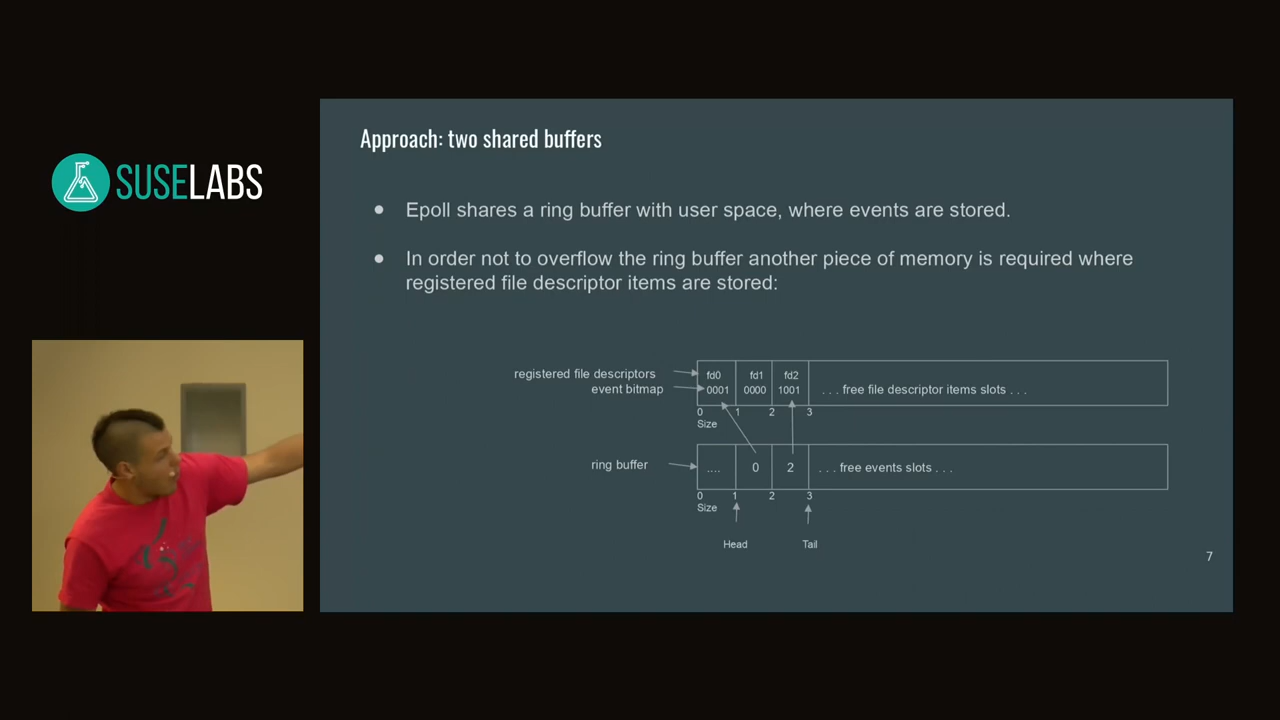 SUSELABS
Approach: two shared buffers
● Epoll shares a ring buffer with user space, where events are stored.
● In order not to overflow the ring buffer another piece of memory is required where
registered file descriptor items are stored:
registered file descriptors
event bitmap
fd0 fd1 fd2
0001 0000 1001 . . . free file descriptor items slots . . .
0 1 2 3
Size
ring buffer
.... 0 2 . . . free events slots . . .
0 1 2 3
Size
Head Tail
7